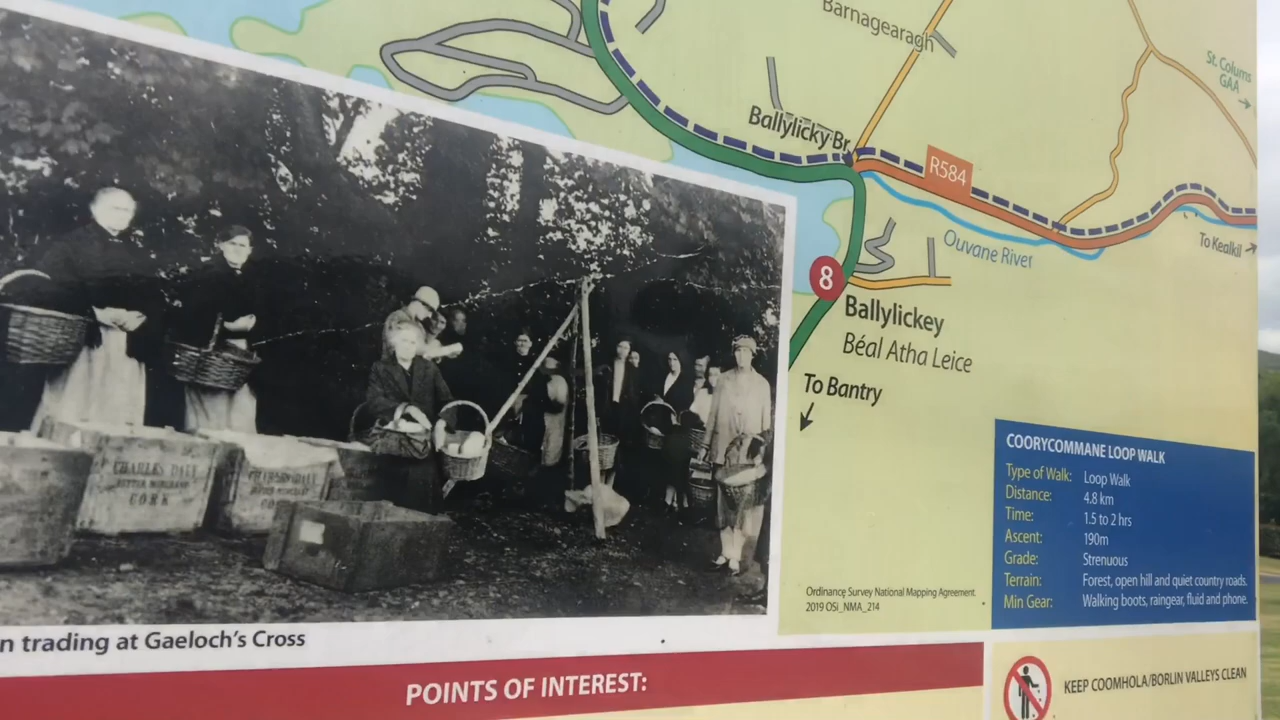 Barnagearagh
St. Colums
GAA
Ballylicky Br
R584
Ouvane River
To Kealkil
8
Ballylickey
Béal Atha Leice
To Bantry
CHARLES DALE
BUTTER MERCHANT
CORK
COORYCOMMANE LOOP WALK
Type of Walk: Loop Walk
Distance: 4.8 km
Time: 1.5 to 2 hrs
Ascent: 190m
Grade: Strenuous
Terrain: Forest, open hill and quiet country roads.
Min Gear: Walking boots, raingear, fluid and phone.
Ordinance Survey National Mapping Agreement.
2019 OSi_NMA_214
n trading at Gaeloch's Cross
POINTS OF INTEREST:
KEEP COOMHOLA/BORLIN VALLEYS CLEAN